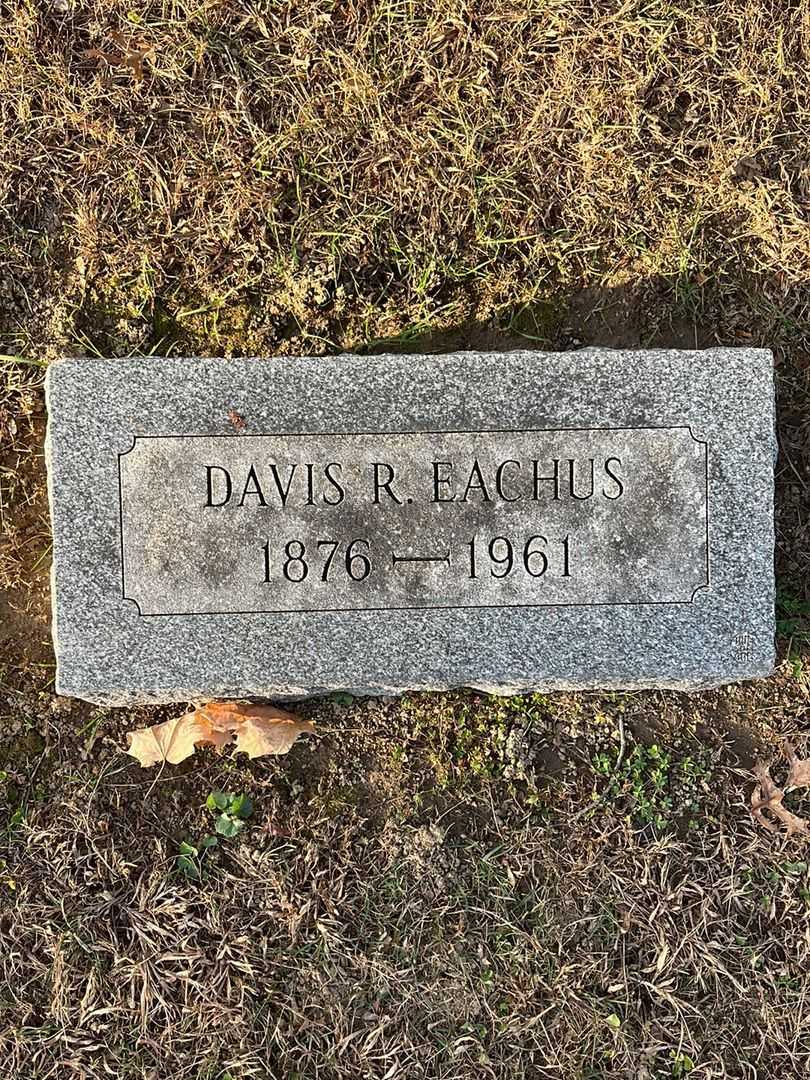 DAVIS R. EACHUS
1876 — 1961